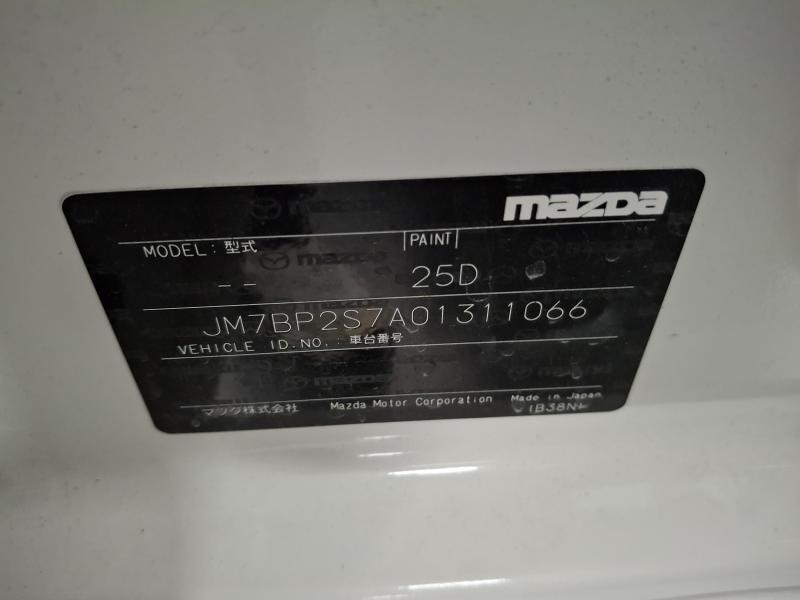 mazda
MODEL : 型式
PAINT
-- 25D
JM7BP2S7A01311066
VEHICLE ID.NO. : 車台番号
マツダ株式会社 Mazda Motor Corporation Made in Japan